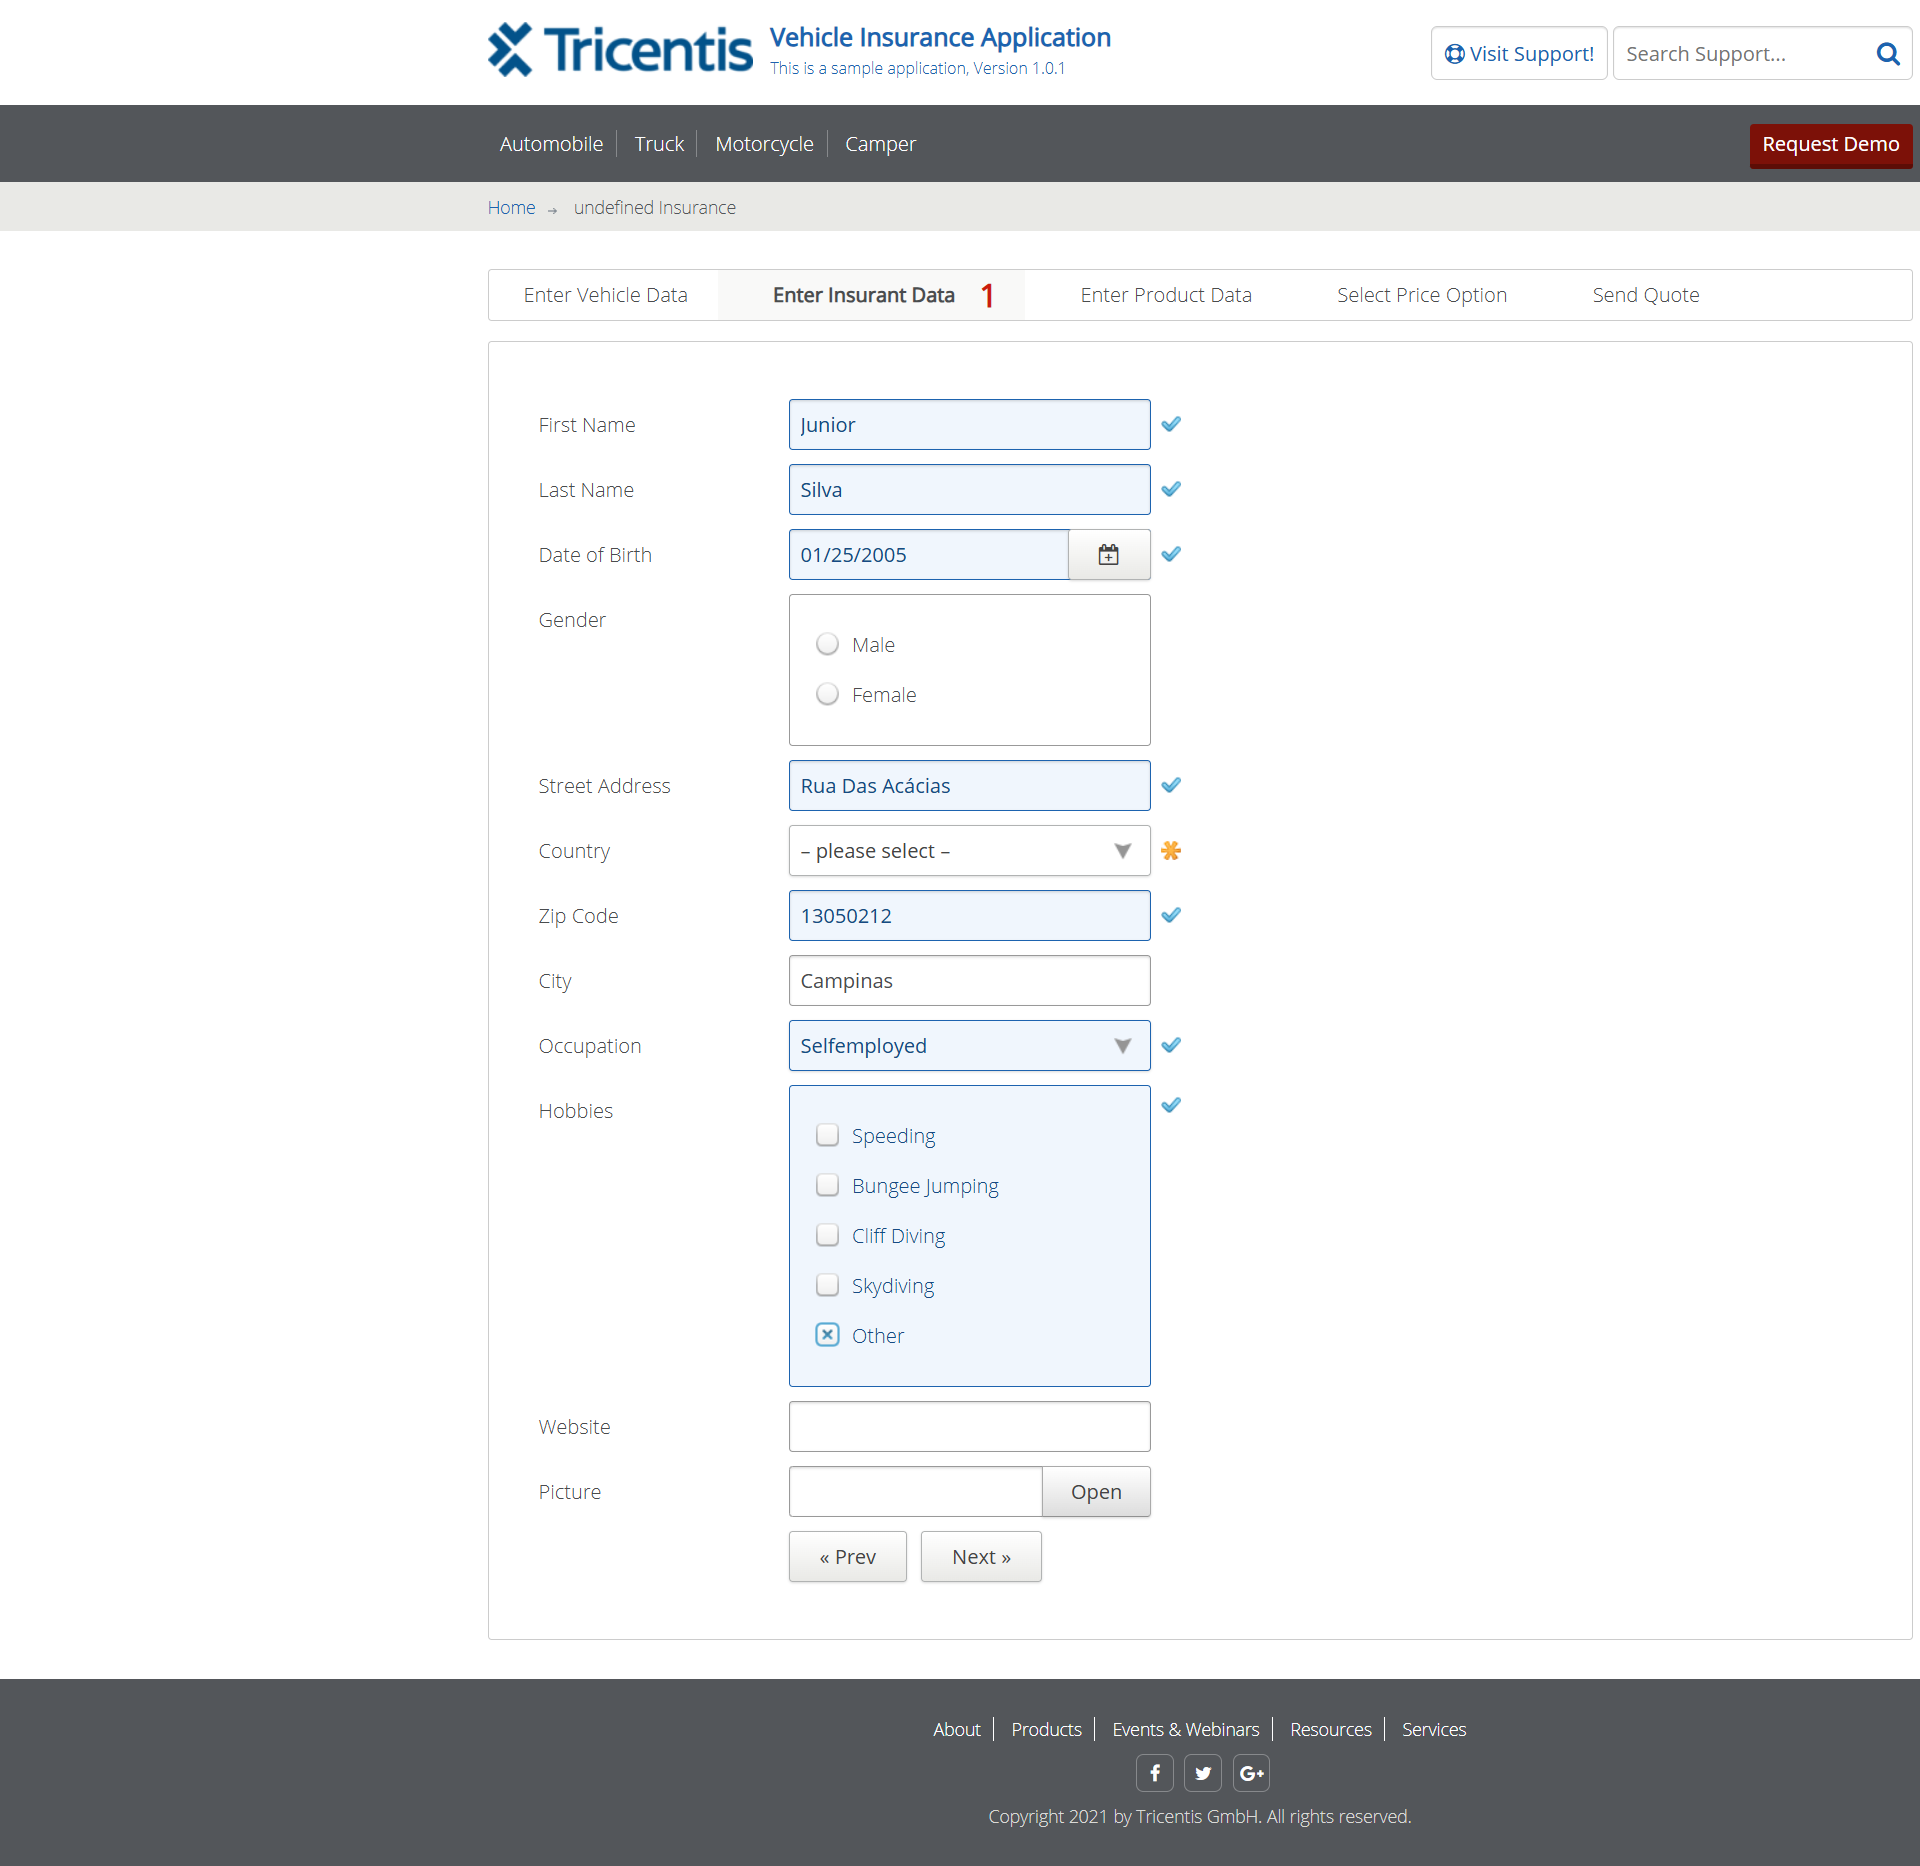 Tricentis
Vehicle Insurance Application
This is a sample application, Version 1.0.1
Visit Support!
Search Support...
Automobile
Truck
Motorcycle
Camper
Request Demo
Home → undefined Insurance
Enter Vehicle Data
Enter Insurant Data 1
Enter Product Data
Select Price Option
Send Quote
First Name
Junior
Last Name
Silva
Date of Birth
01/25/2005
Gender
Male
Female
Street Address
Rua Das Acácias
Country
– please select –
Zip Code
13050212
City
Campinas
Occupation
Selfemployed
Hobbies
Speeding
Bungee Jumping
Cliff Diving
Skydiving
Other
Website
Picture
Open
« Prev
Next »
About
Products
Events & Webinars
Resources
Services
f
G+
Copyright 2021 by Tricentis GmbH. All rights reserved.